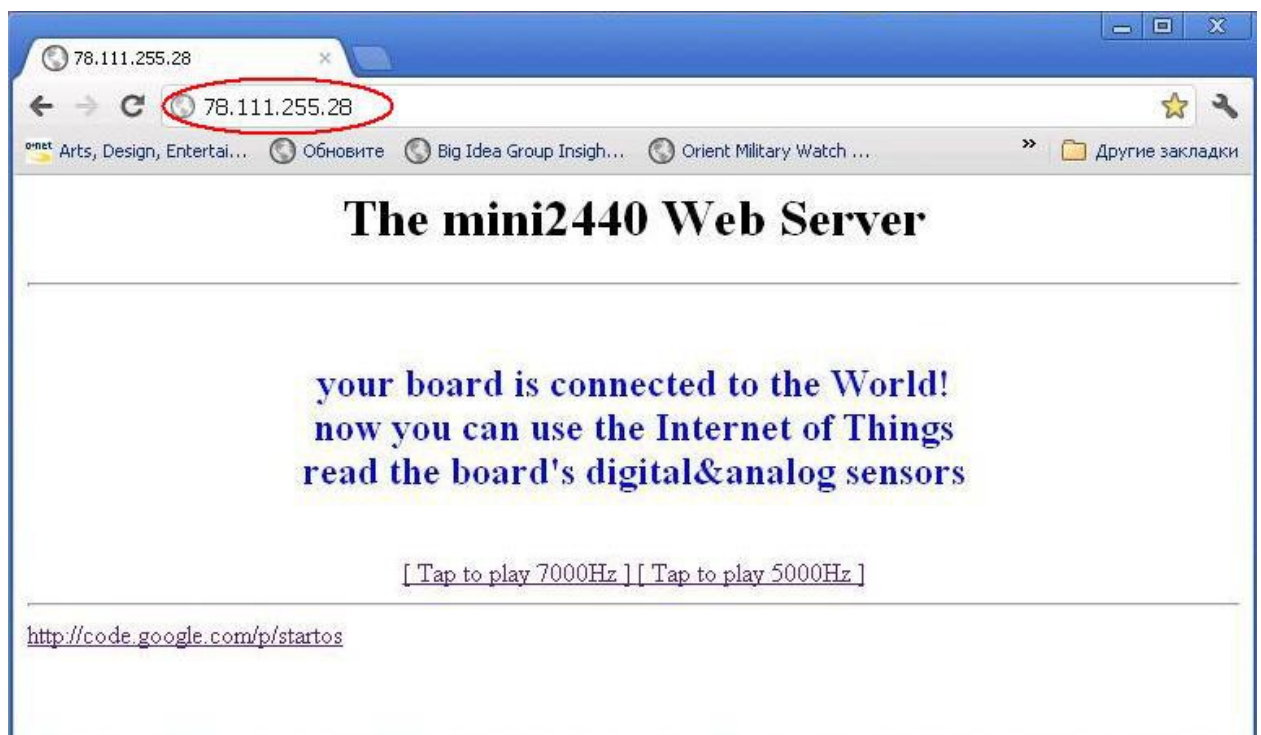 78.111.255.28
78.111.255.28
Arts, Design, Entertai... Обновите Big Idea Group Insigh... Orient Military Watch ... » Другие закладки
The mini2440 Web Server
your board is connected to the World!
now you can use the Internet of Things
read the board's digital&analog sensors
[ Tap to play 7000Hz ] [ Tap to play 5000Hz ]
http://code.google.com/p/startos